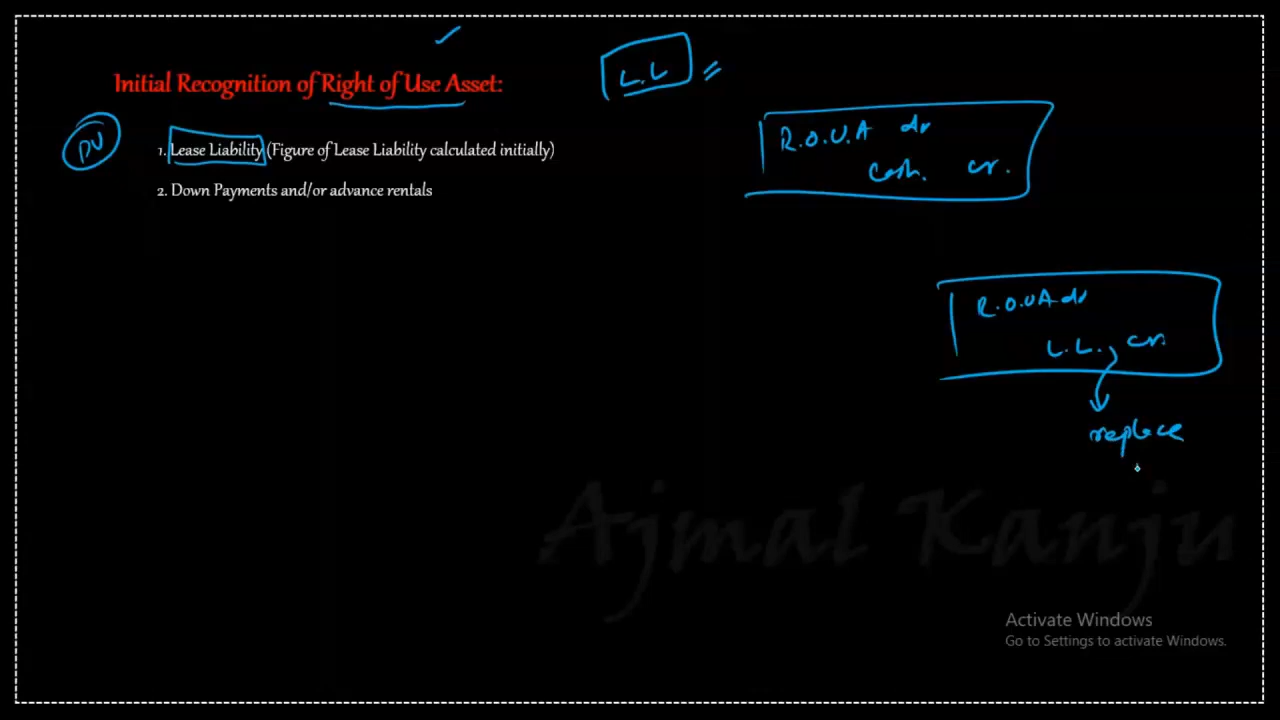 Initial Recognition of Right of Use Asset:
L.L =
PV
1. Lease Liability (Figure of Lease Liability calculated initially)
2. Down Payments and/or advance rentals
R.O.U.A dr
Cash. cr.
R.O.UA dr
L.L. cr.
replace
Ajmal Kanju
Activate Windows
Go to Settings to activate Windows.